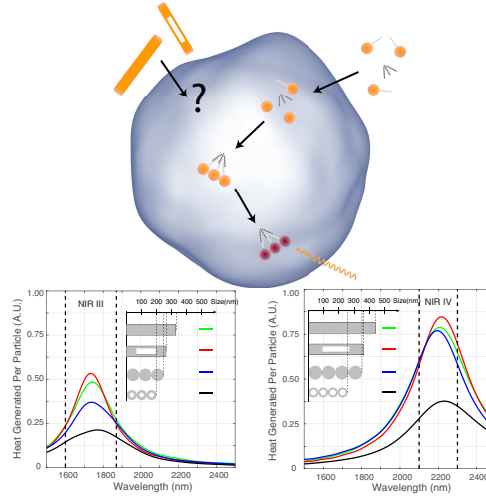 ?
1.00
0.75
0.50
0.25
0
Heat Generated Per Particle (A.U.)
NIR III
100 200 300 400 500 Size(nm)
1600 1800 2000 2200 2400
Wavelength (nm)
1.00
0.75
0.50
0.25
0
Heat Generated Per Particle (A.U.)
NIR IV
100 200 300 400 500 Size(nm)
1600 1800 2000 2200 2400
Wavelength (nm)